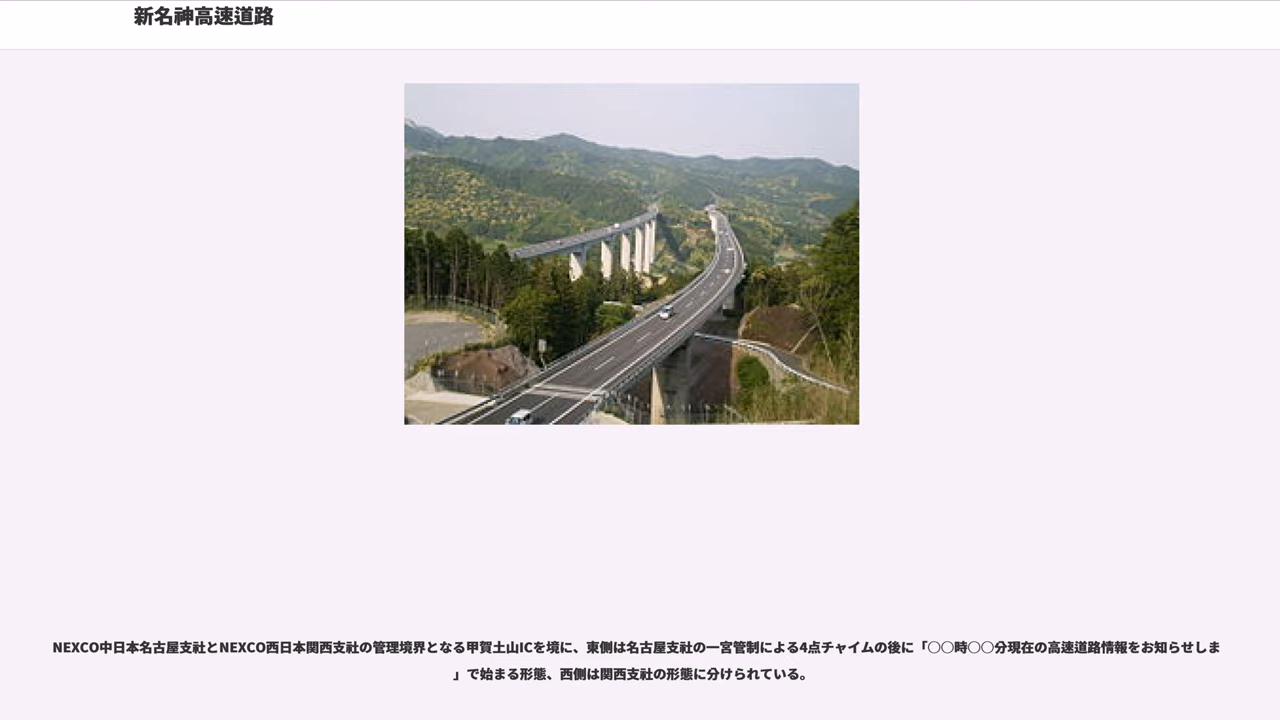 新名神高速道路
NEXCO中日本名古屋支社とNEXCO西日本関西支社の管理境界となる甲賀土山ICを境に、東側は名古屋支社の一宮管制による4点チャイムの後に「〇〇時〇〇分現在の高速道路情報をお知らせしま
」で始まる形態、西側は関西支社の形態に分けられている。